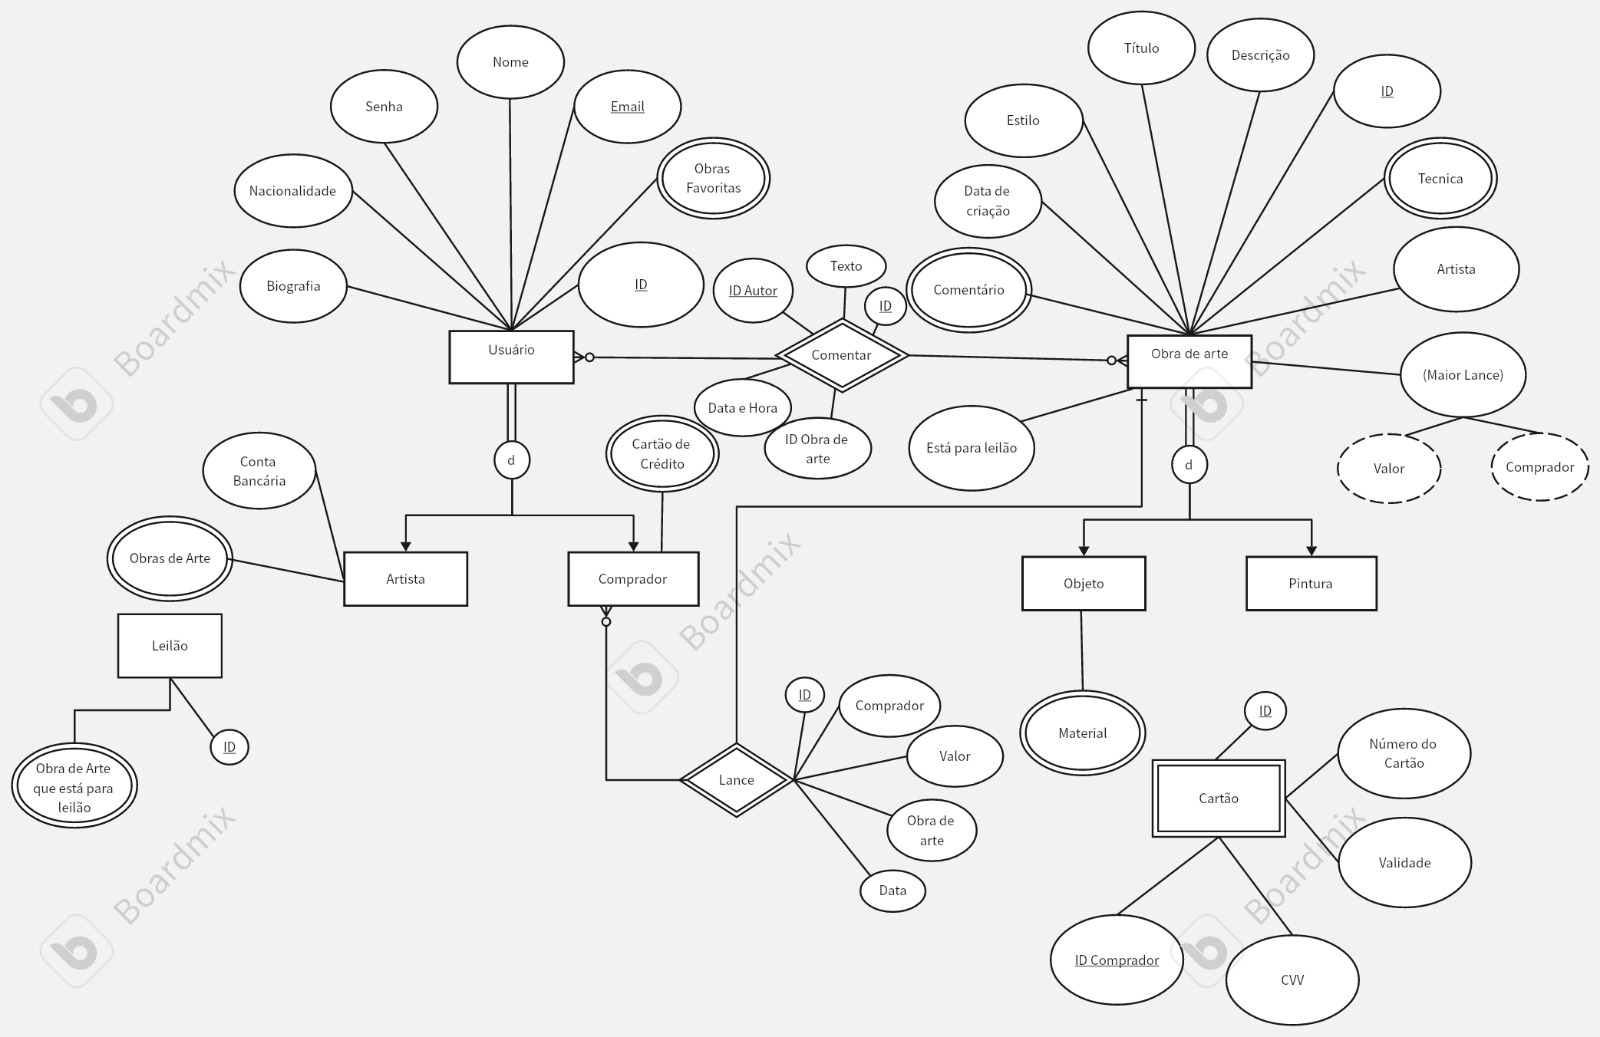 Nome
Senha
Email
Nacionalidade
Obras
Favoritas
Biografia
ID
Usuário
Título
Descrição
ID
Estilo
Tecnica
Data de
criação
Artista
Comentário
Obra de arte
(Maior Lance)
Valor
Comprador
Está para leilão
ID Autor
Texto
ID
Comentar
Data e Hora
ID Obra de
arte
Cartão de
Crédito
d
d
Conta
Bancária
Obras de Arte
Artista
Comprador
Objeto
Pintura
Material
Leilão
ID
Obra de Arte
que está para
leilão
Lance
ID
Comprador
Valor
Obra de
arte
Data
ID
Cartão
Número do
Cartão
Validade
ID Comprador
CVV
Boardmix
Boardmix
Boardmix
Boardmix
Boardmix